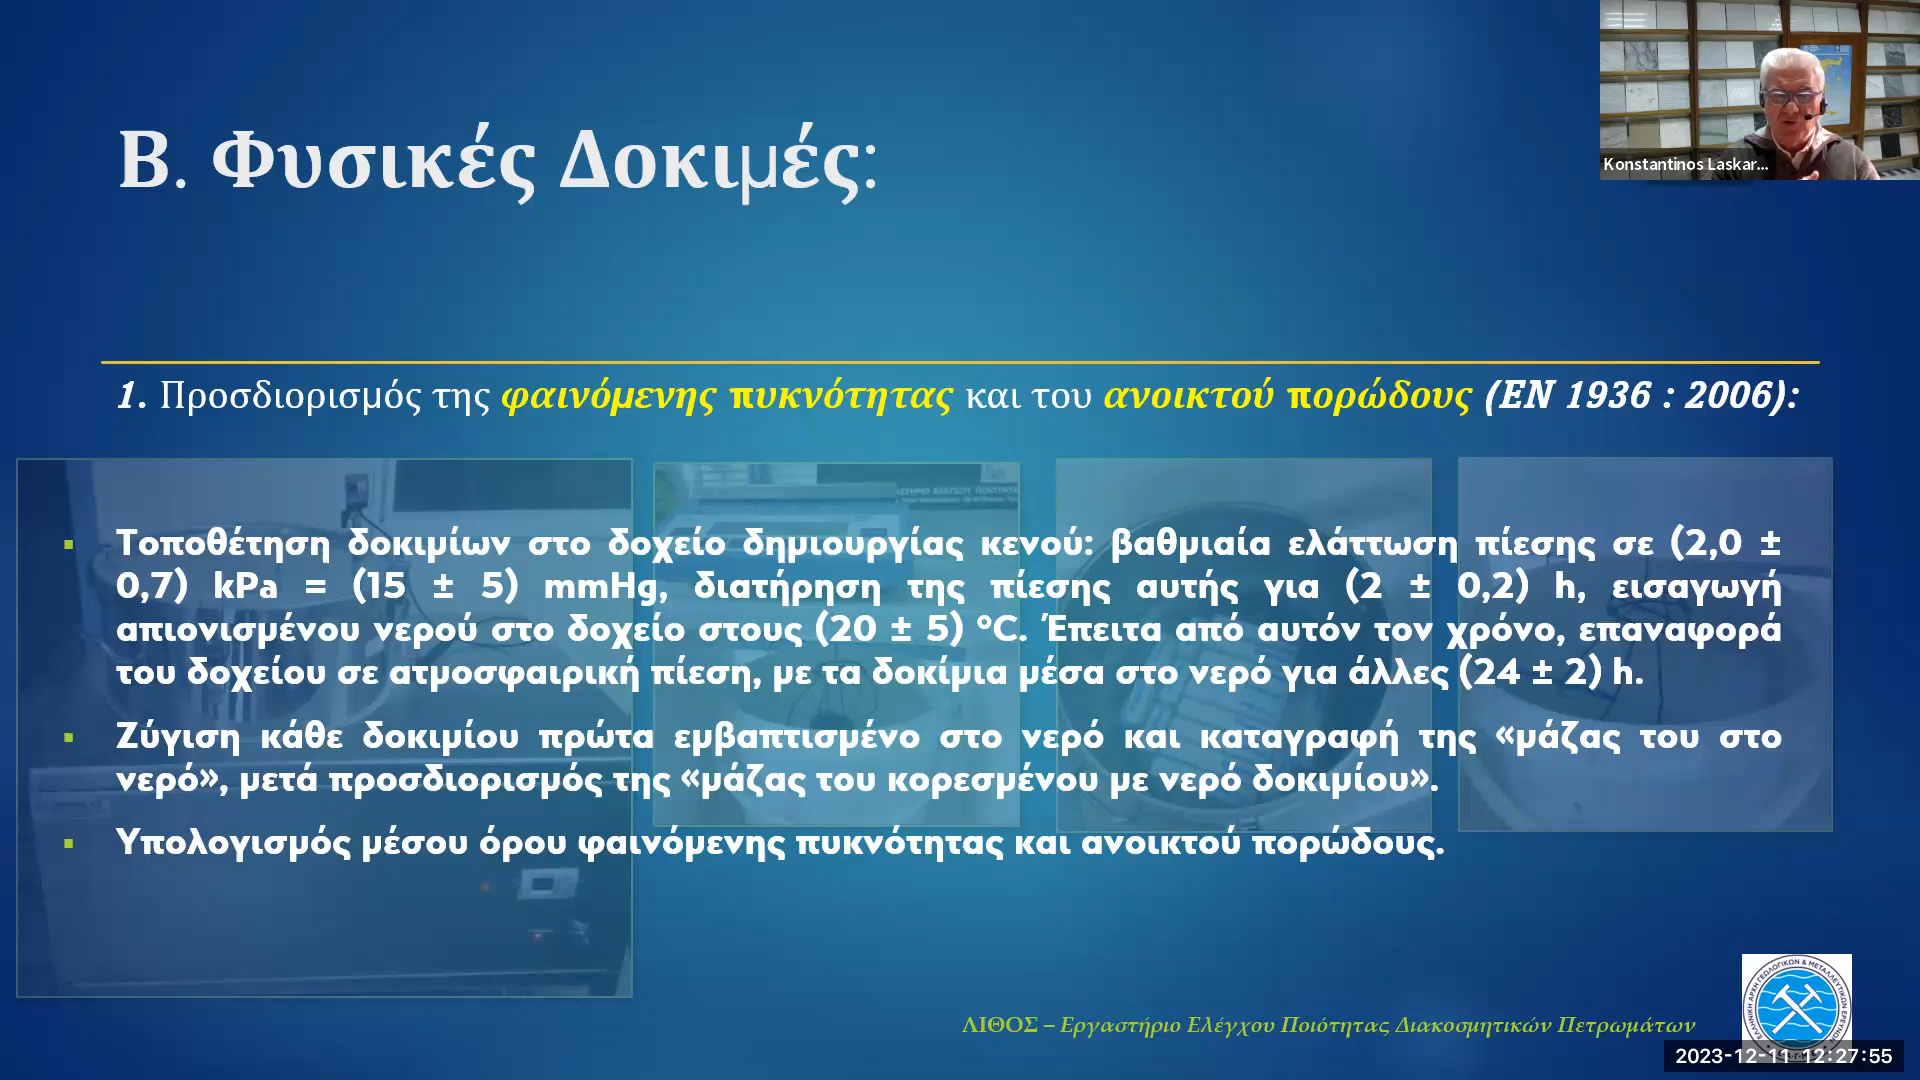 Konstantinos Laskar...
Β. Φυσικές Δοκιμές:
1. Προσδιορισμός της φαινόμενης πυκνότητας και του ανοικτού πορώδους (EN 1936 : 2006):
▪ Τοποθέτηση δοκιμίων στο δοχείο δημιουργίας κενού: βαθμιαία ελάττωση πίεσης σε (2,0 ±
0,7) kPa = (15 ± 5) mmHg, διατήρηση της πίεσης αυτής για (2 ± 0,2) h, εισαγωγή
απιονισμένου νερού στο δοχείο στους (20 ± 5) °C. Έπειτα από αυτόν τον χρόνο, επαναφορά
του δοχείου σε ατμοσφαιρική πίεση, με τα δοκίμια μέσα στο νερό για άλλες (24 ± 2) h.
▪ Ζύγιση κάθε δοκιμίου πρώτα εμβαπτισμένο στο νερό και καταγραφή της «μάζας του στο
νερό», μετά προσδιορισμός της «μάζας του κορεσμένου με νερό δοκιμίου».
▪ Υπολογισμός μέσου όρου φαινόμενης πυκνότητας και ανοικτού πορώδους.
ΛΙΘΟΣ – Εργαστήριο Ελέγχου Ποιότητας Διακοσμητικών Πετρωμάτων
ΕΛΛΗΝΙΚΗ ΑΡΧΗ ΓΕΩΛΟΓΙΚΩΝ & ΜΕΤΑΛΛΕΥΤΙΚΩΝ ΕΡΕΥΝΩΝ
2023-12-11 12:27:55